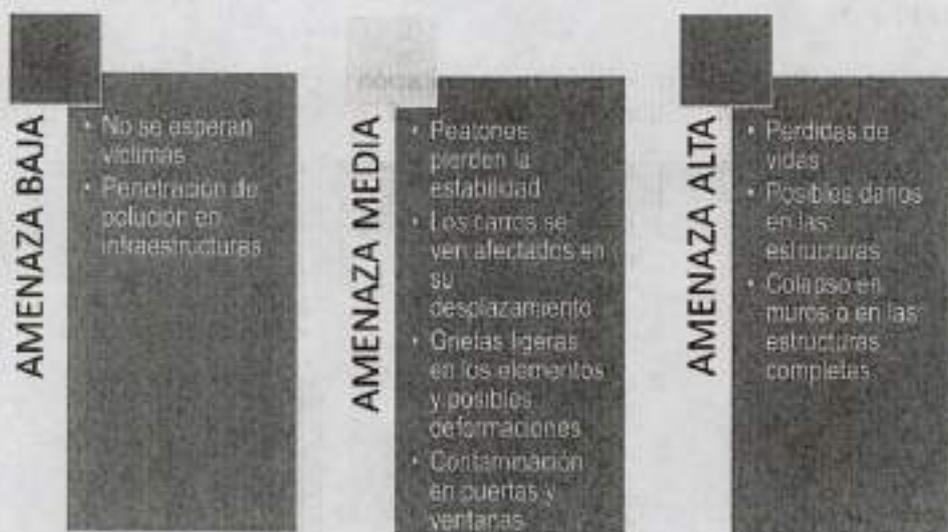 AMENAZA BAJA
• No se esperan
victimas
• Penetración de
polución en
infraestructuras
AMENAZA MEDIA
• Peatones
pierden la
estabilidad
• Los carros se
ven afectados en
su
desplazamiento
• Grietas ligeras
en los elementos
y posibles
deformaciones
• Contaminación
en puertas y
ventanas
AMENAZA ALTA
• Perdidas de
vidas
• Posibles danos
en las
estructuras
• Colapso en
muros o en las
estructuras
completas